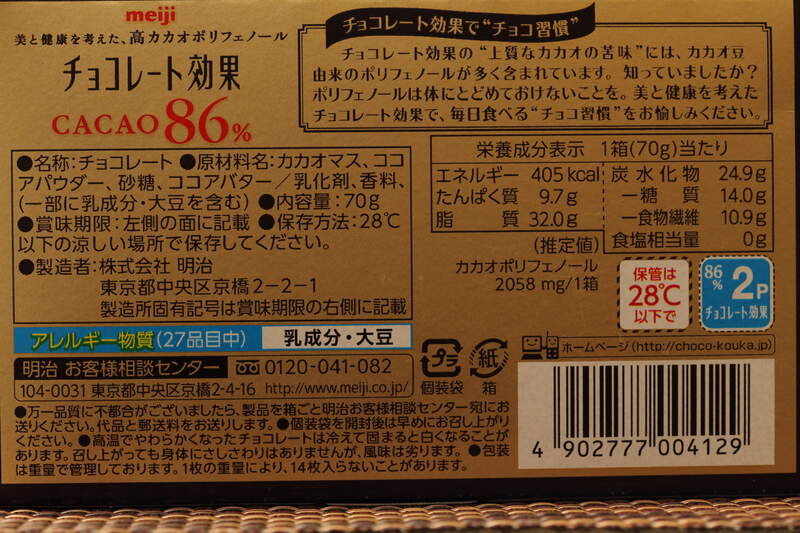 meiji
美と健康を考えた、高カカオポリフェノール
チョコレート効果
CACAO 86%
チョコレート効果で“チョコ習慣”
チョコレート効果の“上質なカカオの苦味”には、カカオ豆
由来のポリフェノールが多く含まれています。知っていましたか?
ポリフェノールは体にとどめておけないことを。美と健康を考えた
チョコレート効果で、毎日食べる“チョコ習慣”をお愉しみください。
●名称:チョコレート ●原材料名:カカオマス、ココ
アパウダー、砂糖、ココアバター/乳化剤、香料、
(一部に乳成分・大豆を含む) ●内容量:70g
●賞味期限:左側の面に記載 ●保存方法:28℃
以下の涼しい場所で保存してください。
●製造者:株式会社 明治
東京都中央区京橋2-2-1
製造所固有記号は賞味期限の右側に記載
アレルギー物質(27品目中) 乳成分・大豆
明治 お客様相談センター 0120-041-082
104-0031 東京都中央区京橋2-4-16 http://www.meiji.co.jp/
●万一品質に不都合がございましたら、製品を箱ごと明治お客様相談センター宛にお
送りください。代品と郵送料をお送りします。●個装袋を開封後は早めにお召し上がり
ください。●高温でやわらかくなったチョコレートは冷えて固まると白くなることが
あります。召し上がっても身体にさしさわりはありませんが、風味は劣ります。●包装
は重量で管理しております。1枚の重量により、14枚入らないことがあります。
栄養成分表示 1箱(70g)当たり
エネルギー 405kcal
たんぱく質 9.7g
脂質 32.0g
炭水化物 24.9g
―糖質 14.0g
―食物繊維 10.9g
食塩相当量 0g
(推定値)
カカオポリフェノール
2058 mg/1箱
保管は
28℃
以下で
86%
2P
チョコレート効果
プラ
個装袋
紙
箱
ホームページ(http://choco-kouka.jp)
4 902777 004129